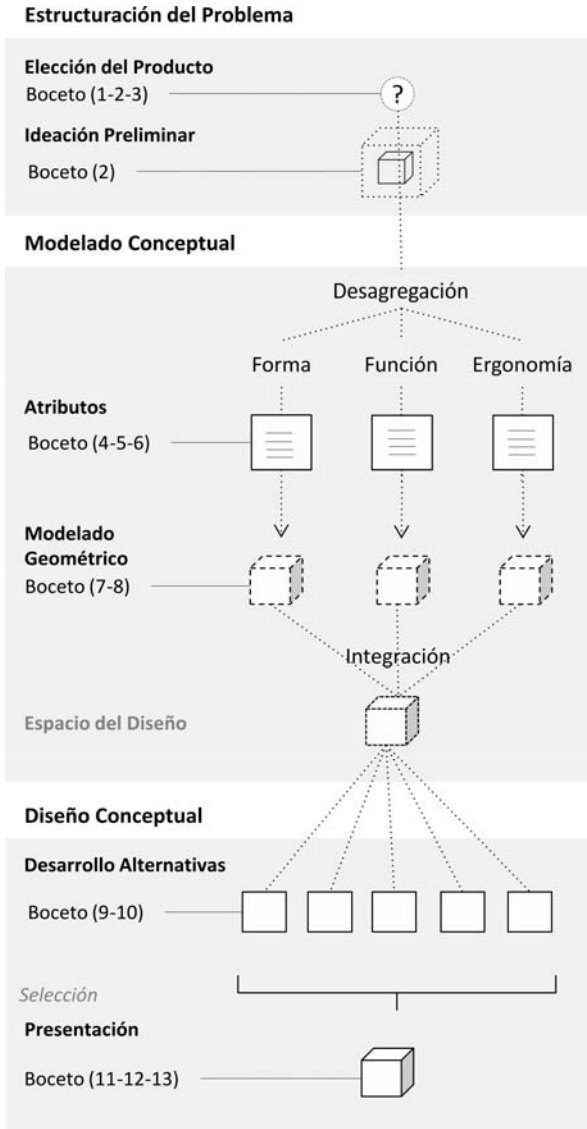 Estructuración del Problema
Elección del Producto
Boceto (1-2-3)
?
Ideación Preliminar
Boceto (2)
Modelado Conceptual
Desagregación
Forma Función Ergonomía
Atributos
Boceto (4-5-6)
Modelado
Geométrico
Boceto (7-8)
Integración
Espacio del Diseño
Diseño Conceptual
Desarrollo Alternativas
Boceto (9-10)
Selección
Presentación
Boceto (11-12-13)